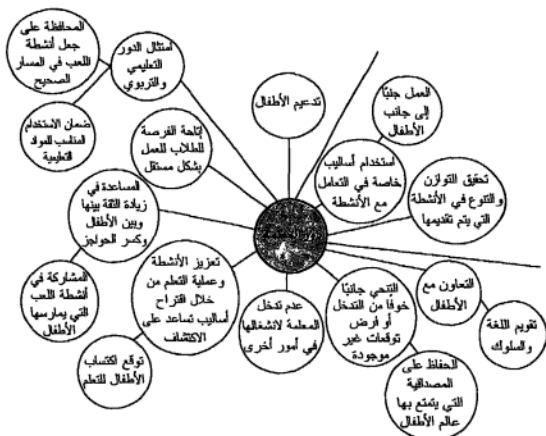 المحافظة على
جعل أنشطة
اللعب في المسار
الصحيح
أمتثال الدور
التعليمي
والتربوي
ضمان الاستخدام
المناسب للمواد
التعليمية
إتاحة الفرصة
للطلاب للعمل
بشكل مستقل
تدعيم الأطفال
العمل جنبًا
إلى جانب
الأطفال
استخدام أساليب
خاصة في التعامل
مع الأنشطة
تحقيق التوازن
والتنوع في الأنشطة
التي يتم تقديمها
المساعدة في
زيادة الثقة بينها
وبين الأطفال
وكسر الحواجز
المشاركة في
أنشطة اللعب
التي يمارسها
الأطفال
تعزيز الأنشطة
وعملية التعلم من
خلال اقتراح
أساليب تساعد على
الاكتشاف
توقع اكتساب
الأطفال للتعلم
عدم تدخل
المعلمة لانشغالها
في أمور أخرى
التنحي جانبًا
خوفًا من التدخل
أو فرض
توقعات غير
موجودة
الحفاظ على
المصداقية
التي يتمتع بها
عالم الأطفال
التعاون مع
الأطفال
تقويم اللغة
والسلوك